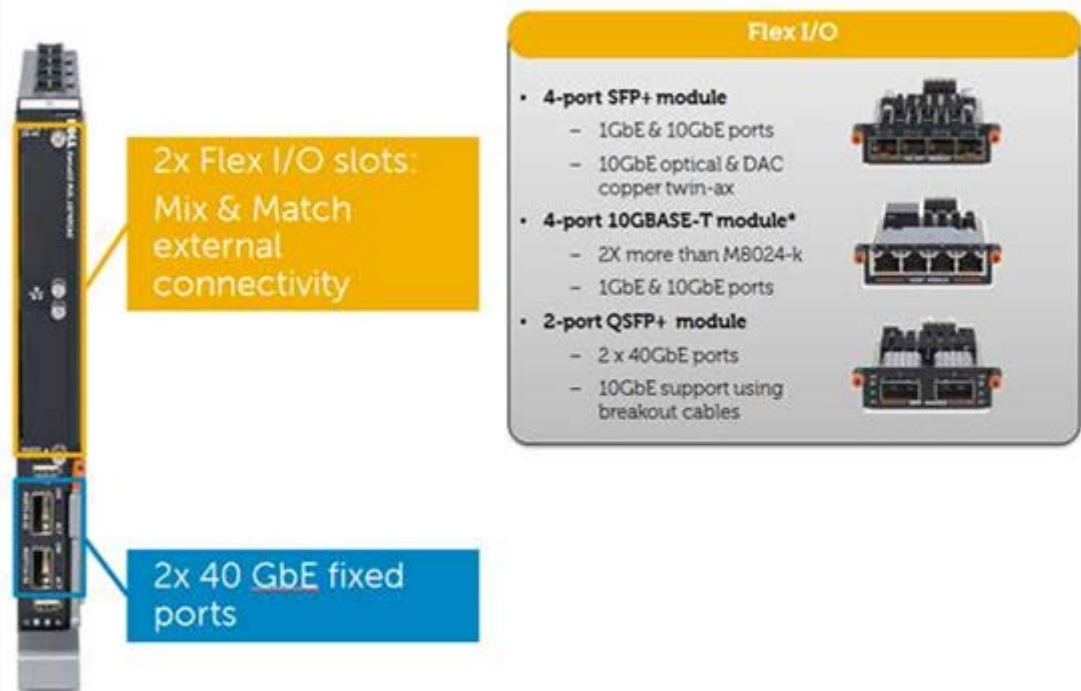 2x Flex I/O slots:
Mix & Match
external
connectivity
2x 40 GbE fixed
ports
Flex I/O
• 4-port SFP+ module
– 1GbE & 10GbE ports
– 10GbE optical & DAC
copper twin-ax
• 4-port 10GBASE-T module*
– 2X more than M8024-k
– 1GbE & 10GbE ports
• 2-port QSFP+ module
– 2 x 40GbE ports
– 10GbE support using
breakout cables